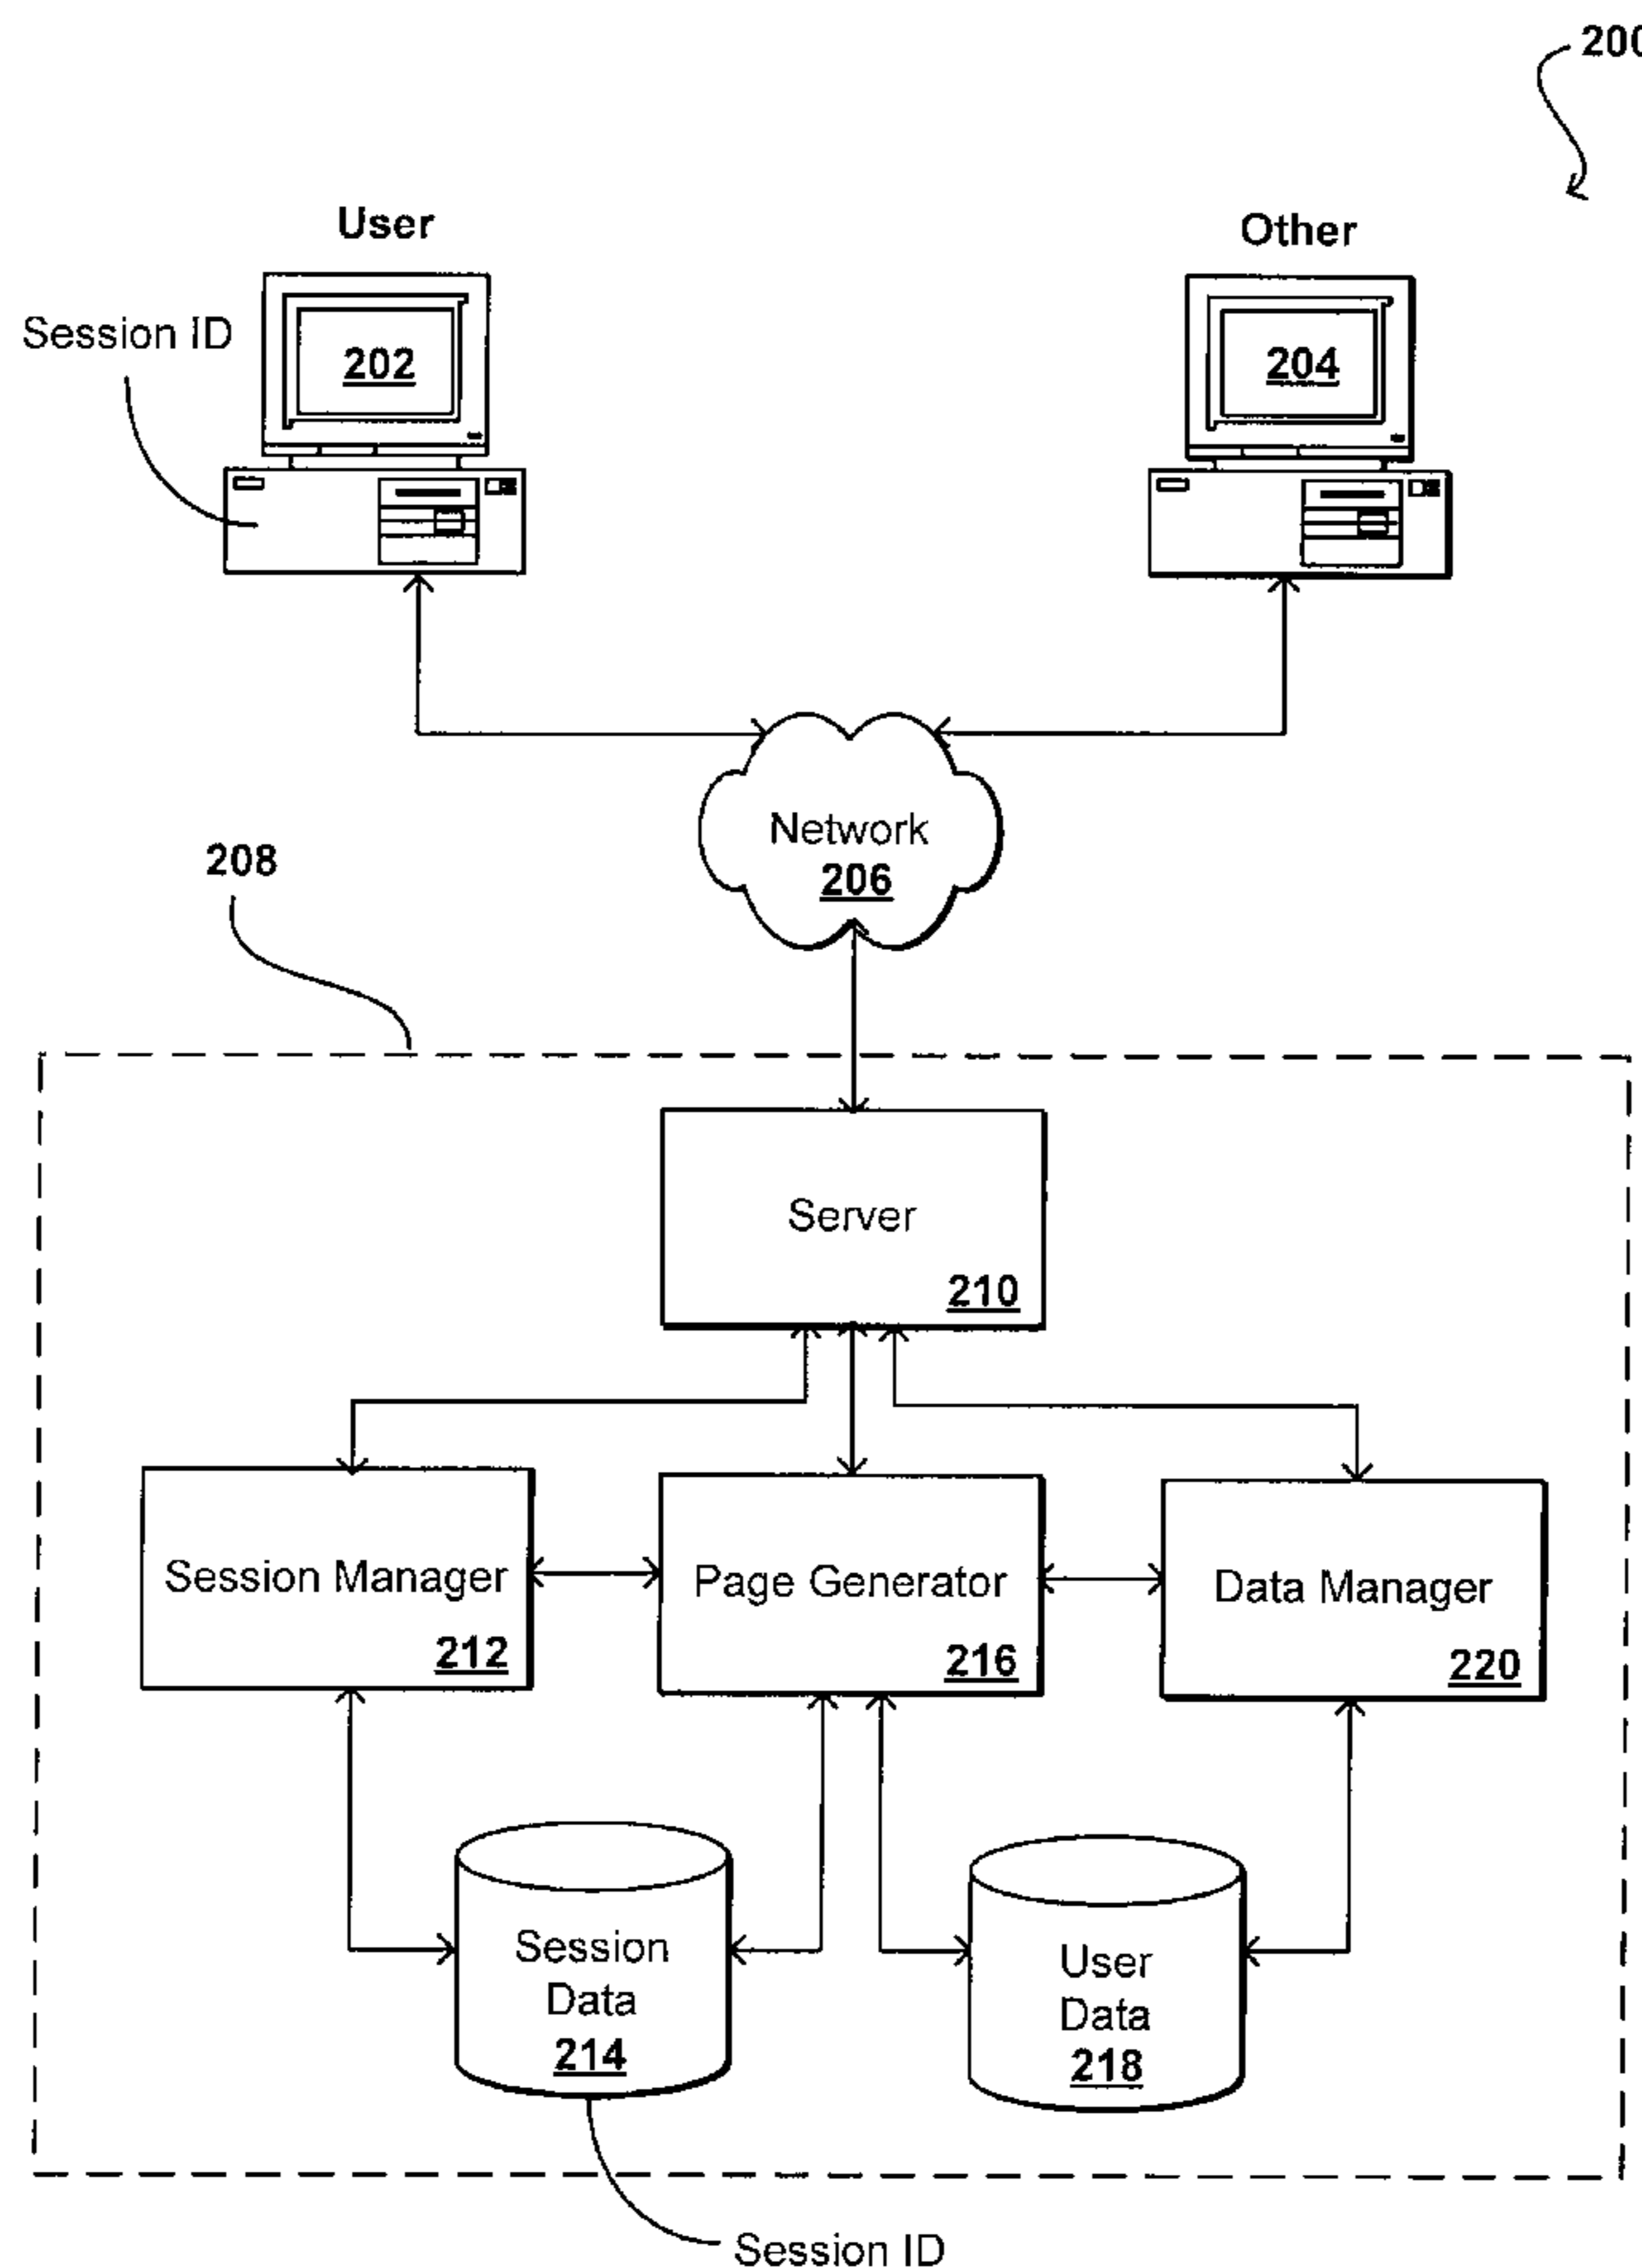 200
User
Other
Session ID
202
204
Network
206
208
Server
210
Session Manager
212
Page Generator
216
Data Manager
220
Session
Data
214
User
Data
218
Session ID